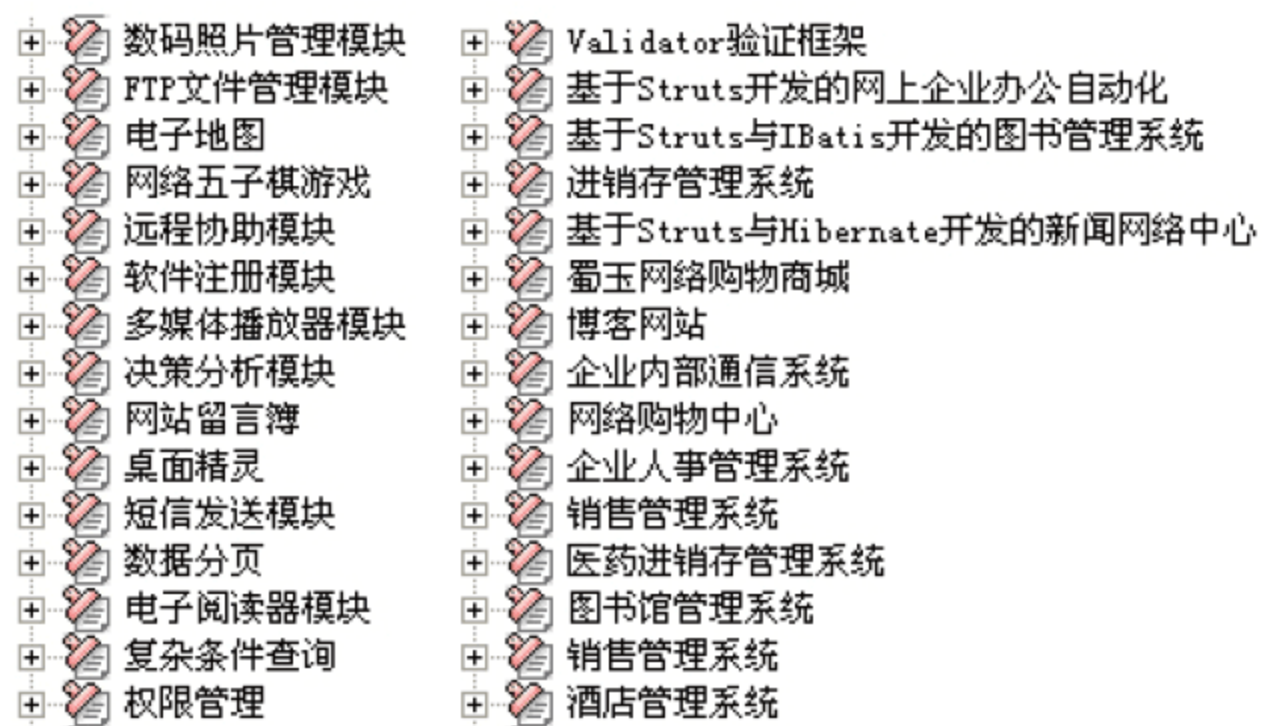 数码照片管理模块
FTP文件管理模块
电子地图
网络五子棋游戏
远程协助模块
软件注册模块
多媒体播放器模块
决策分析模块
网站留言簿
桌面精灵
短信发送模块
数据分页
电子阅读器模块
复杂条件查询
权限管理
Validator验证框架
基于Struts开发的网上企业办公自动化
基于Struts与IBatis开发的图书管理系统
进销存管理系统
基于Struts与Hibernate开发的新闻网络中心
蜀玉网络购物商城
博客网站
企业内部通信系统
网络购物中心
企业人事管理系统
销售管理系统
医药进销存管理系统
图书馆管理系统
销售管理系统
酒店管理系统